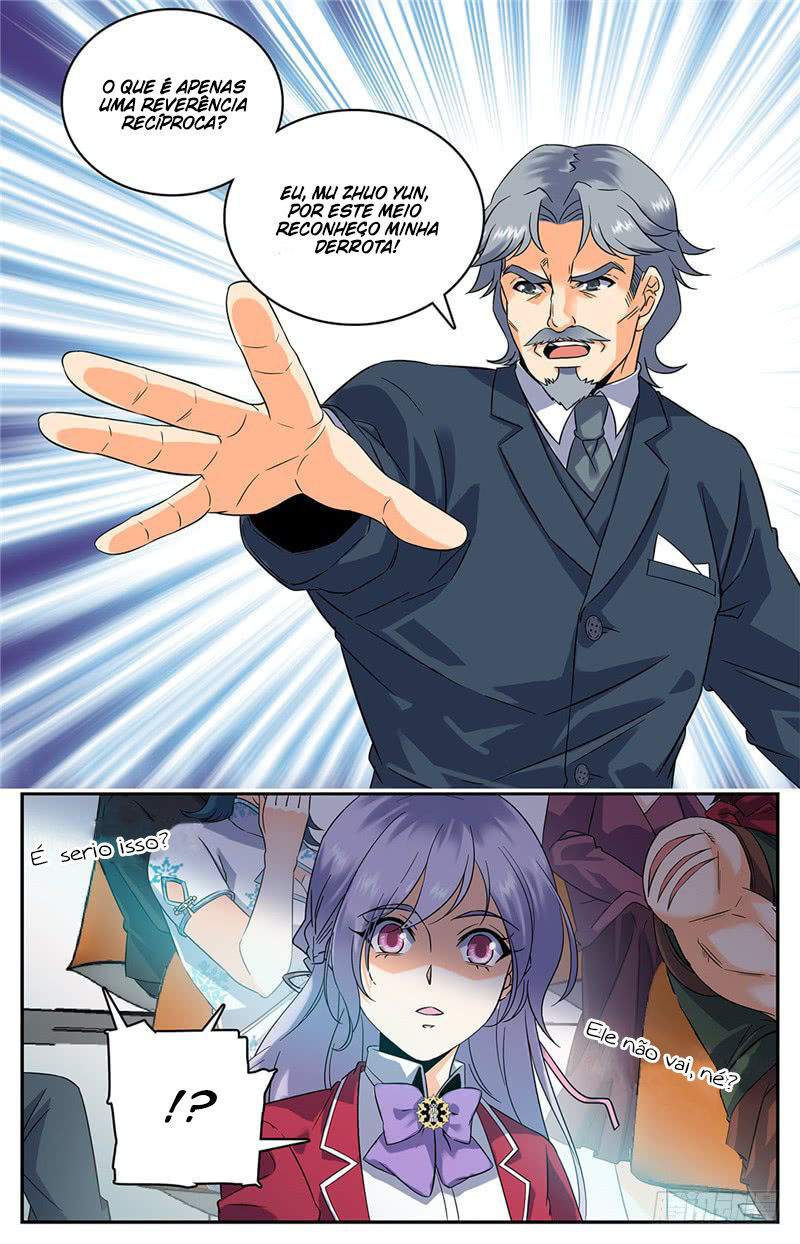 O QUE É APENAS
UMA REVERÊNCIA
RECÍPROCA?
EU, MU ZHUO YUN,
POR ESTE MEIO
RECONHEÇO MINHA
DERROTA!
É serio isso?
Ele não vai, né?
!?